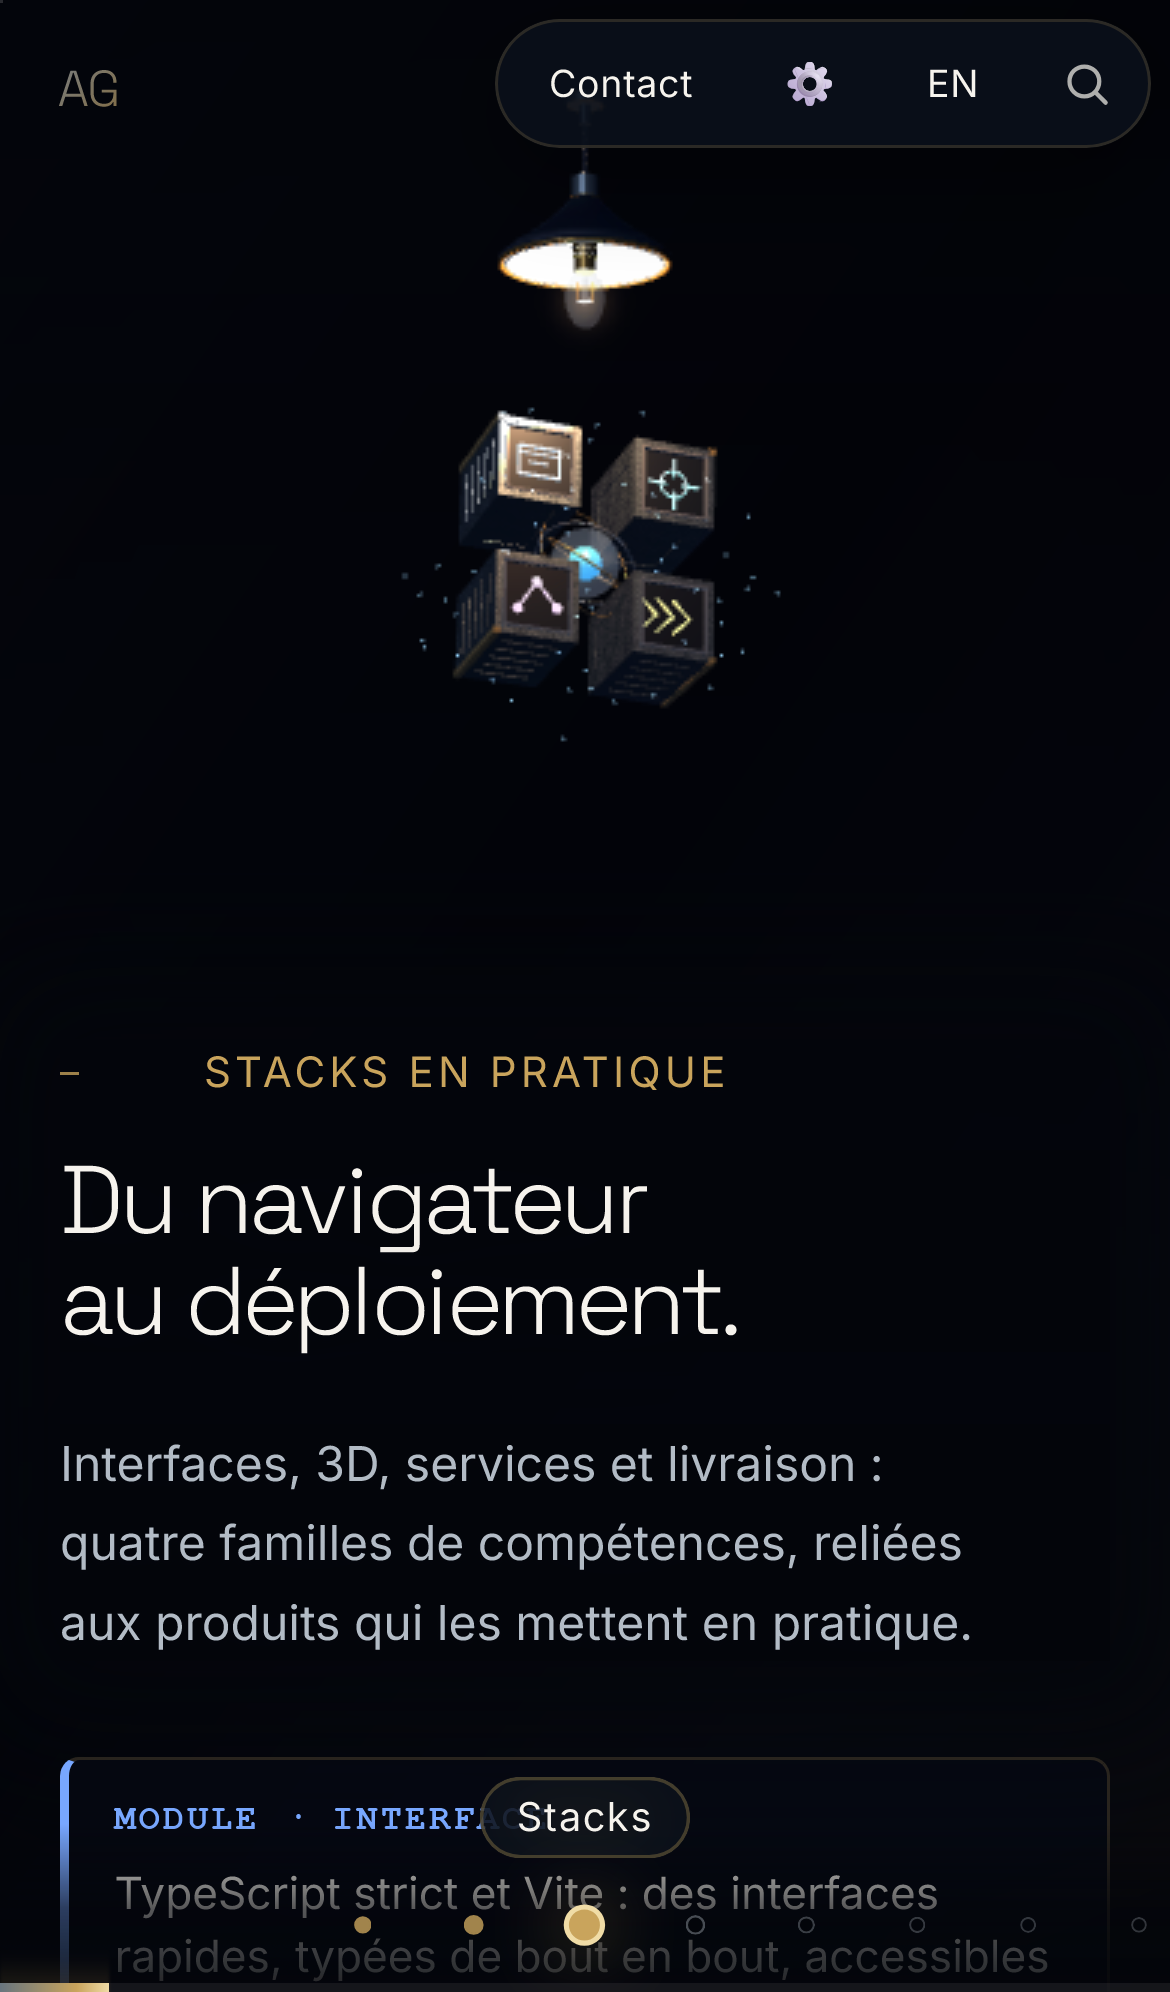 AG
Contact
EN
– STACKS EN PRATIQUE
Du navigateur
au déploiement.
Interfaces, 3D, services et livraison :
quatre familles de compétences, reliées
aux produits qui les mettent en pratique.
MODULE ·
Stacks
TypeScript strict et Vite : des interfaces
rapides, typées de bout en bout, accessibles